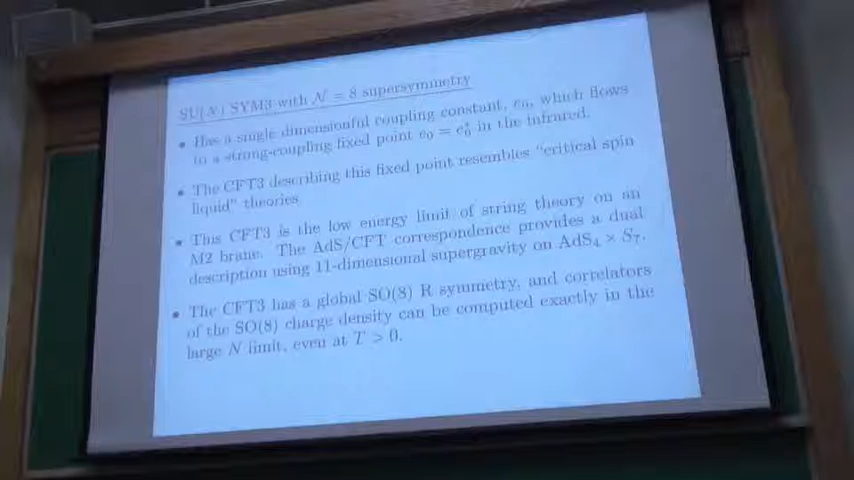 SU(N) SYM3 with 𝒩 = 8 supersymmetry
• Has a single dimensionful coupling constant, e₀, which flows
to a strong-coupling fixed point e₀ = e₀* in the infrared.
• The CFT3 describing this fixed point resembles "critical spin
liquid" theories
• This CFT3 is the low energy limit of string theory on an
M2 brane. The AdS/CFT correspondence provides a dual
description using 11-dimensional supergravity on AdS₄ × S₇.
• The CFT3 has a global SO(8) R symmetry, and correlators
of the SO(8) charge density can be computed exactly in the
large N limit, even at T > 0.